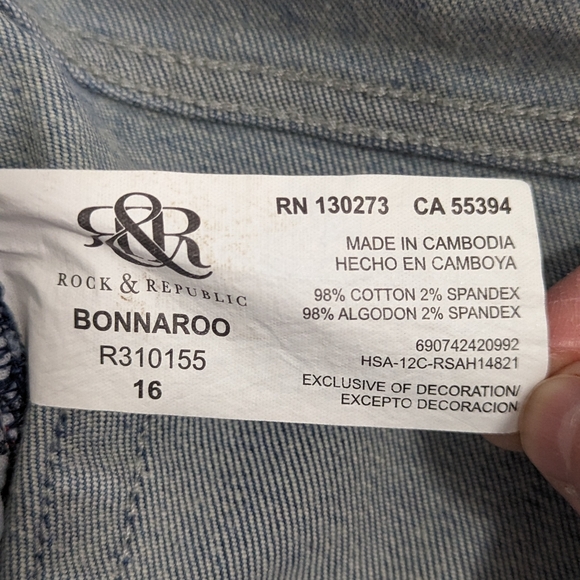 R&R
ROCK & REPUBLIC
BONNAROO
R310155
16
RN 130273 CA 55394
MADE IN CAMBODIA
HECHO EN CAMBOYA
98% COTTON 2% SPANDEX
98% ALGODON 2% SPANDEX
690742420992
HSA-12C-RSAH14821
EXCLUSIVE OF DECORATION/
EXCEPTO DECORACION